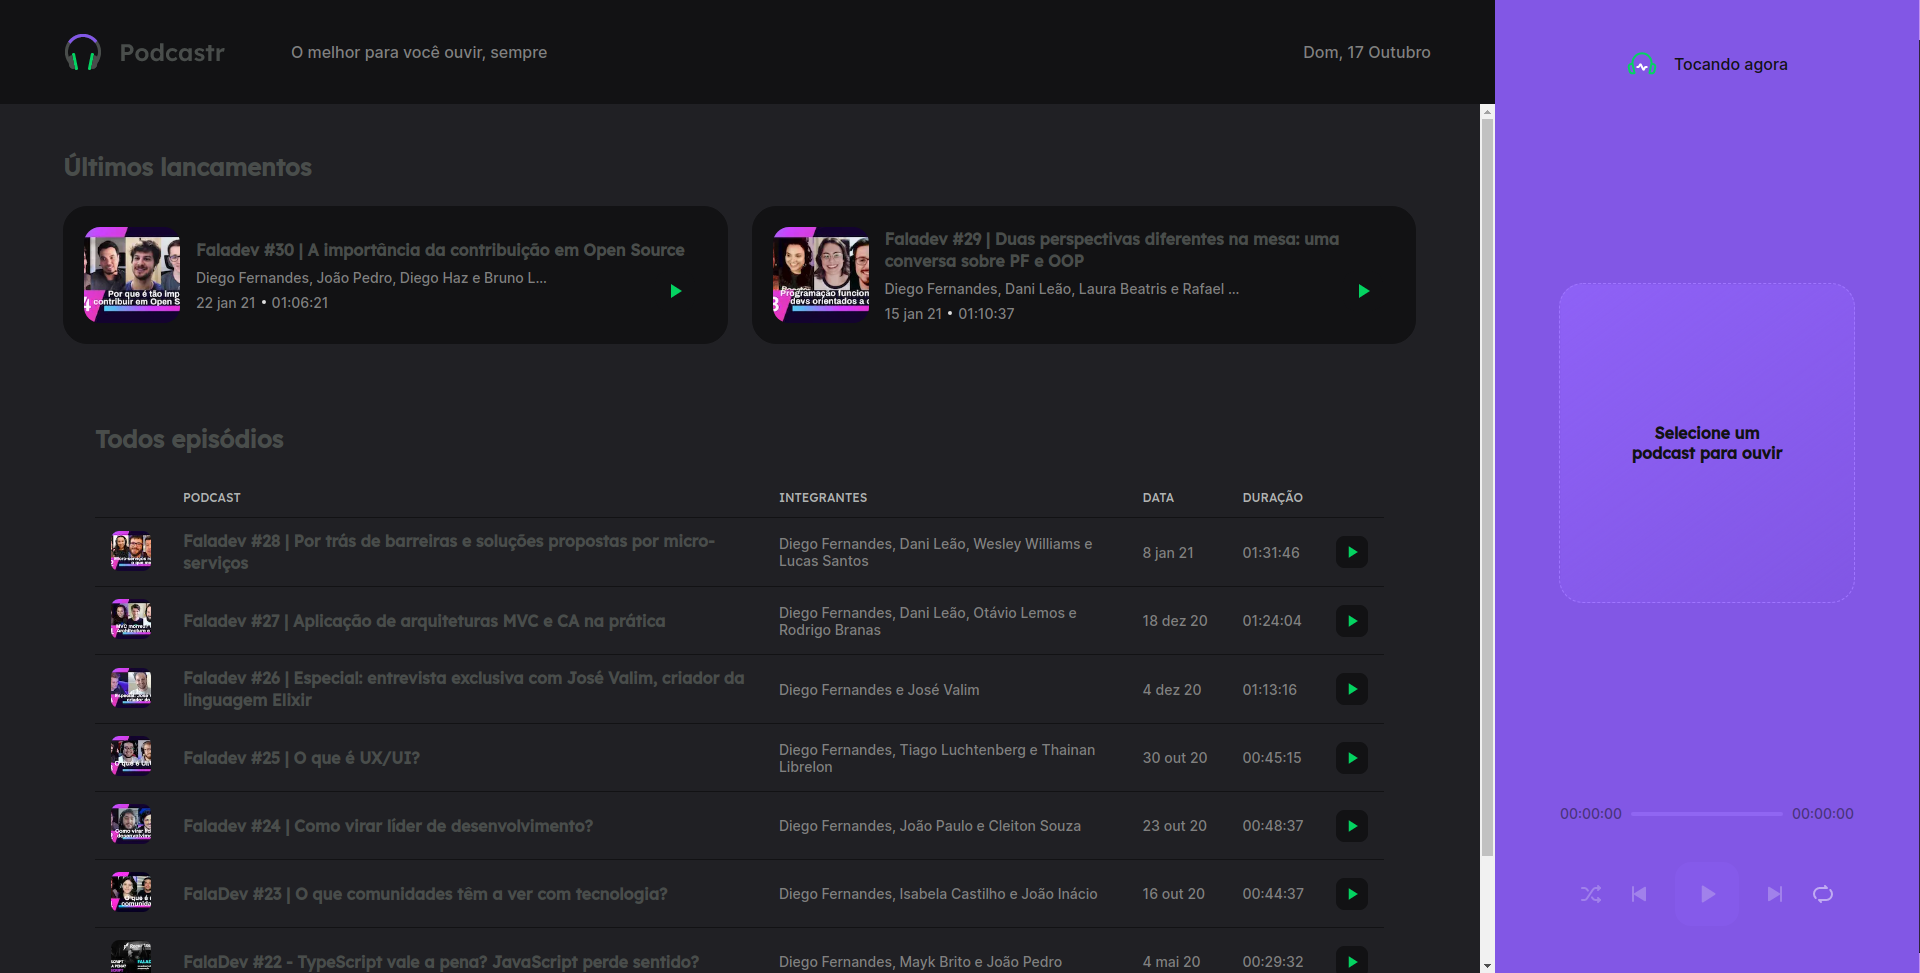 Podcastr
O melhor para você ouvir, sempre
Dom, 17 Outubro
Tocando agora
Últimos lancamentos
Por que é tão imp
contribuir em Open S
Faladev #30 | A importância da contribuição em Open Source
Diego Fernandes, João Pedro, Diego Haz e Bruno L...
22 jan 21 • 01:06:21
Programação funcion
devs orientados a o
Faladev #29 | Duas perspectivas diferentes na mesa: uma
conversa sobre PF e OOP
Diego Fernandes, Dani Leão, Laura Beatris e Rafael ...
15 jan 21 • 01:10:37
Selecione um
podcast para ouvir
Todos episódios
PODCAST INTEGRANTES DATA DURAÇÃO
Faladev #28 | Por trás de barreiras e soluções propostas por micro-
serviços
Diego Fernandes, Dani Leão, Wesley Williams e
Lucas Santos
8 jan 21
01:31:46
Faladev #27 | Aplicação de arquiteturas MVC e CA na prática
Diego Fernandes, Dani Leão, Otávio Lemos e
Rodrigo Branas
18 dez 20
01:24:04
Faladev #26 | Especial: entrevista exclusiva com José Valim, criador da
linguagem Elixir
Diego Fernandes e José Valim
4 dez 20
01:13:16
Faladev #25 | O que é UX/UI?
Diego Fernandes, Tiago Luchtenberg e Thainan
Librelon
30 out 20
00:45:15
Faladev #24 | Como virar líder de desenvolvimento?
Diego Fernandes, João Paulo e Cleiton Souza
23 out 20
00:48:37
FalaDev #23 | O que comunidades têm a ver com tecnologia?
Diego Fernandes, Isabela Castilho e João Inácio
16 out 20
00:44:37
FalaDev #22 - TypeScript vale a pena? JavaScript perde sentido?
Diego Fernandes, Mayk Brito e João Pedro
4 mai 20
00:29:32
00:00:00
00:00:00